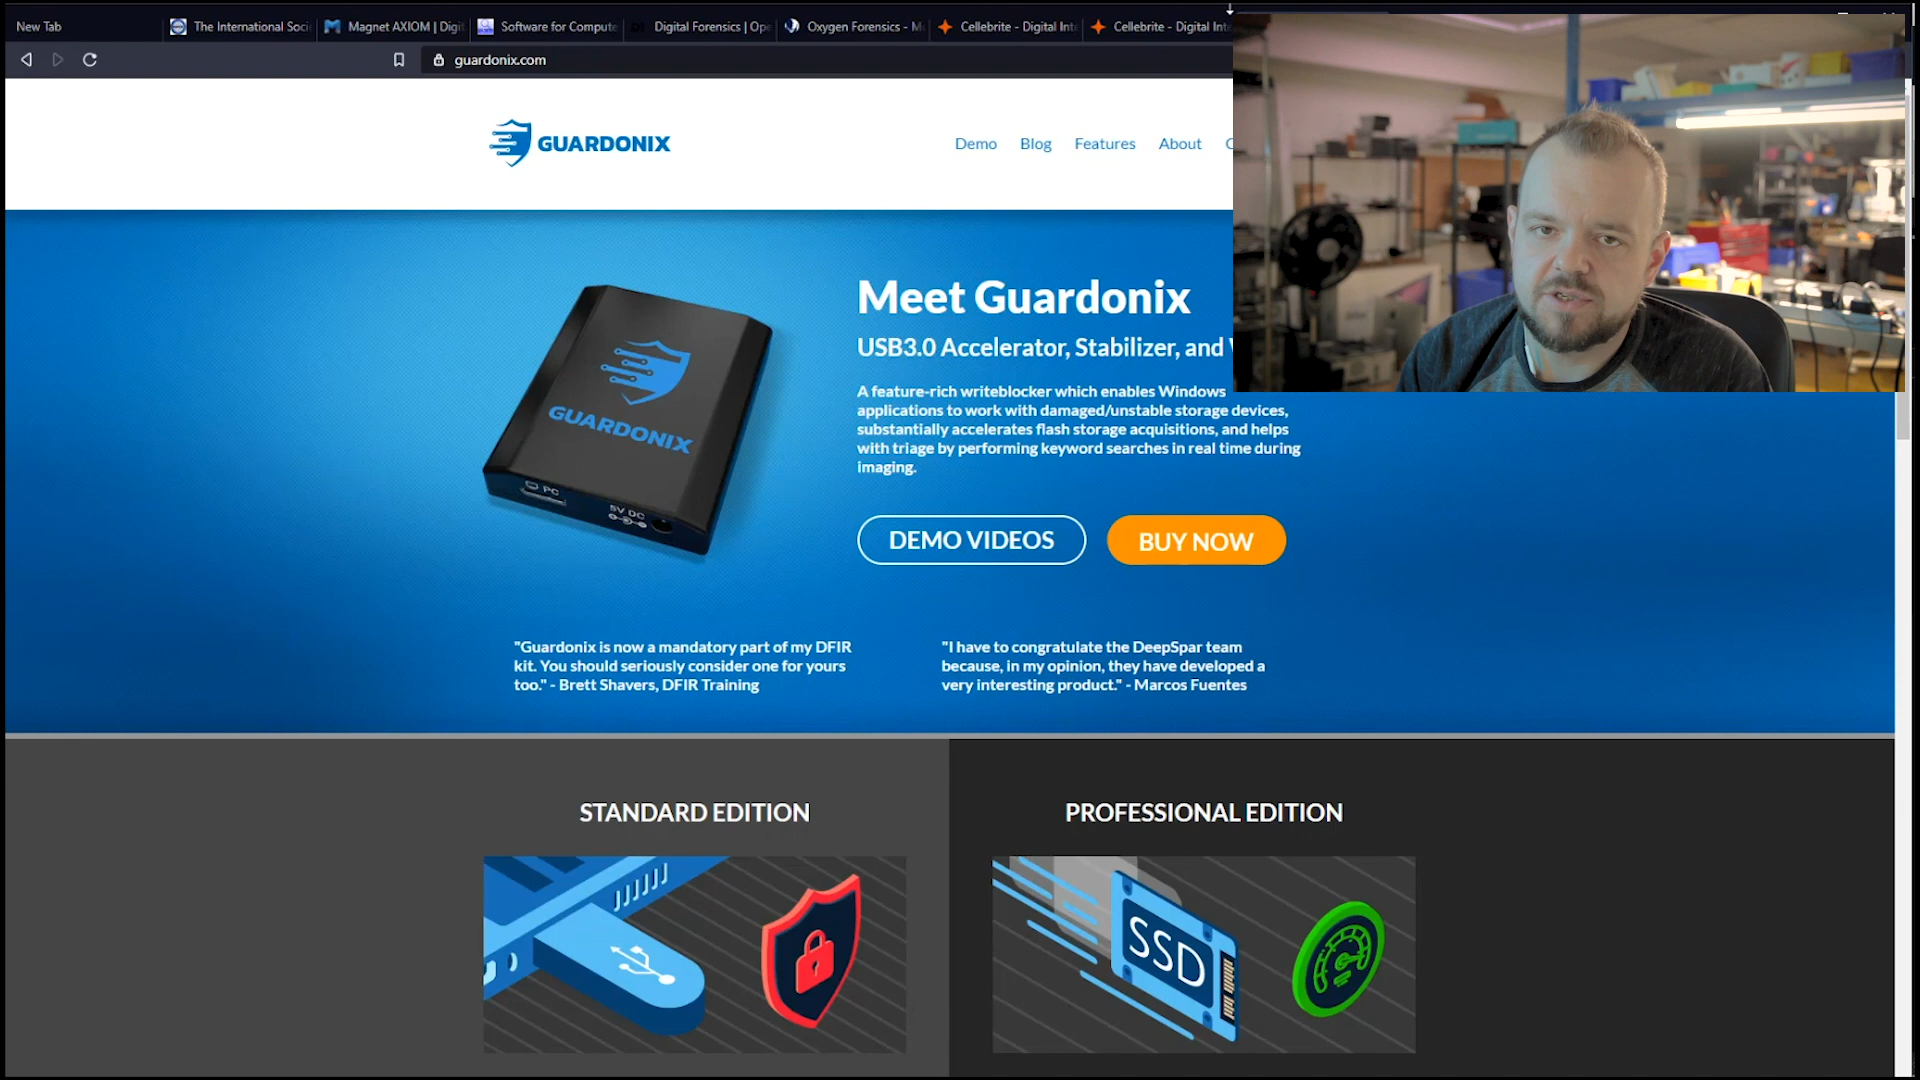 New Tab
The International Soci
Magnet AXIOM | Digit
Software for Compute
Digital Forensics | Ope
Oxygen Forensics - M
Cellebrite - Digital Int
Cellebrite - Digital Inte
guardonix.com
GUARDONIX
Demo Blog Features About
Meet Guardonix
USB3.0 Accelerator, Stabilizer, and
A feature-rich writeblocker which enables Windows
applications to work with damaged/unstable storage devices,
substantially accelerates flash storage acquisitions, and helps
with triage by performing keyword searches in real time during
imaging.
GUARDONIX
PC
5V DC
DEMO VIDEOS
BUY NOW
"Guardonix is now a mandatory part of my DFIR
kit. You should seriously consider one for yours
too." - Brett Shavers, DFIR Training
"I have to congratulate the DeepSpar team
because, in my opinion, they have developed a
very interesting product." - Marcos Fuentes
STANDARD EDITION
PROFESSIONAL EDITION
SSD